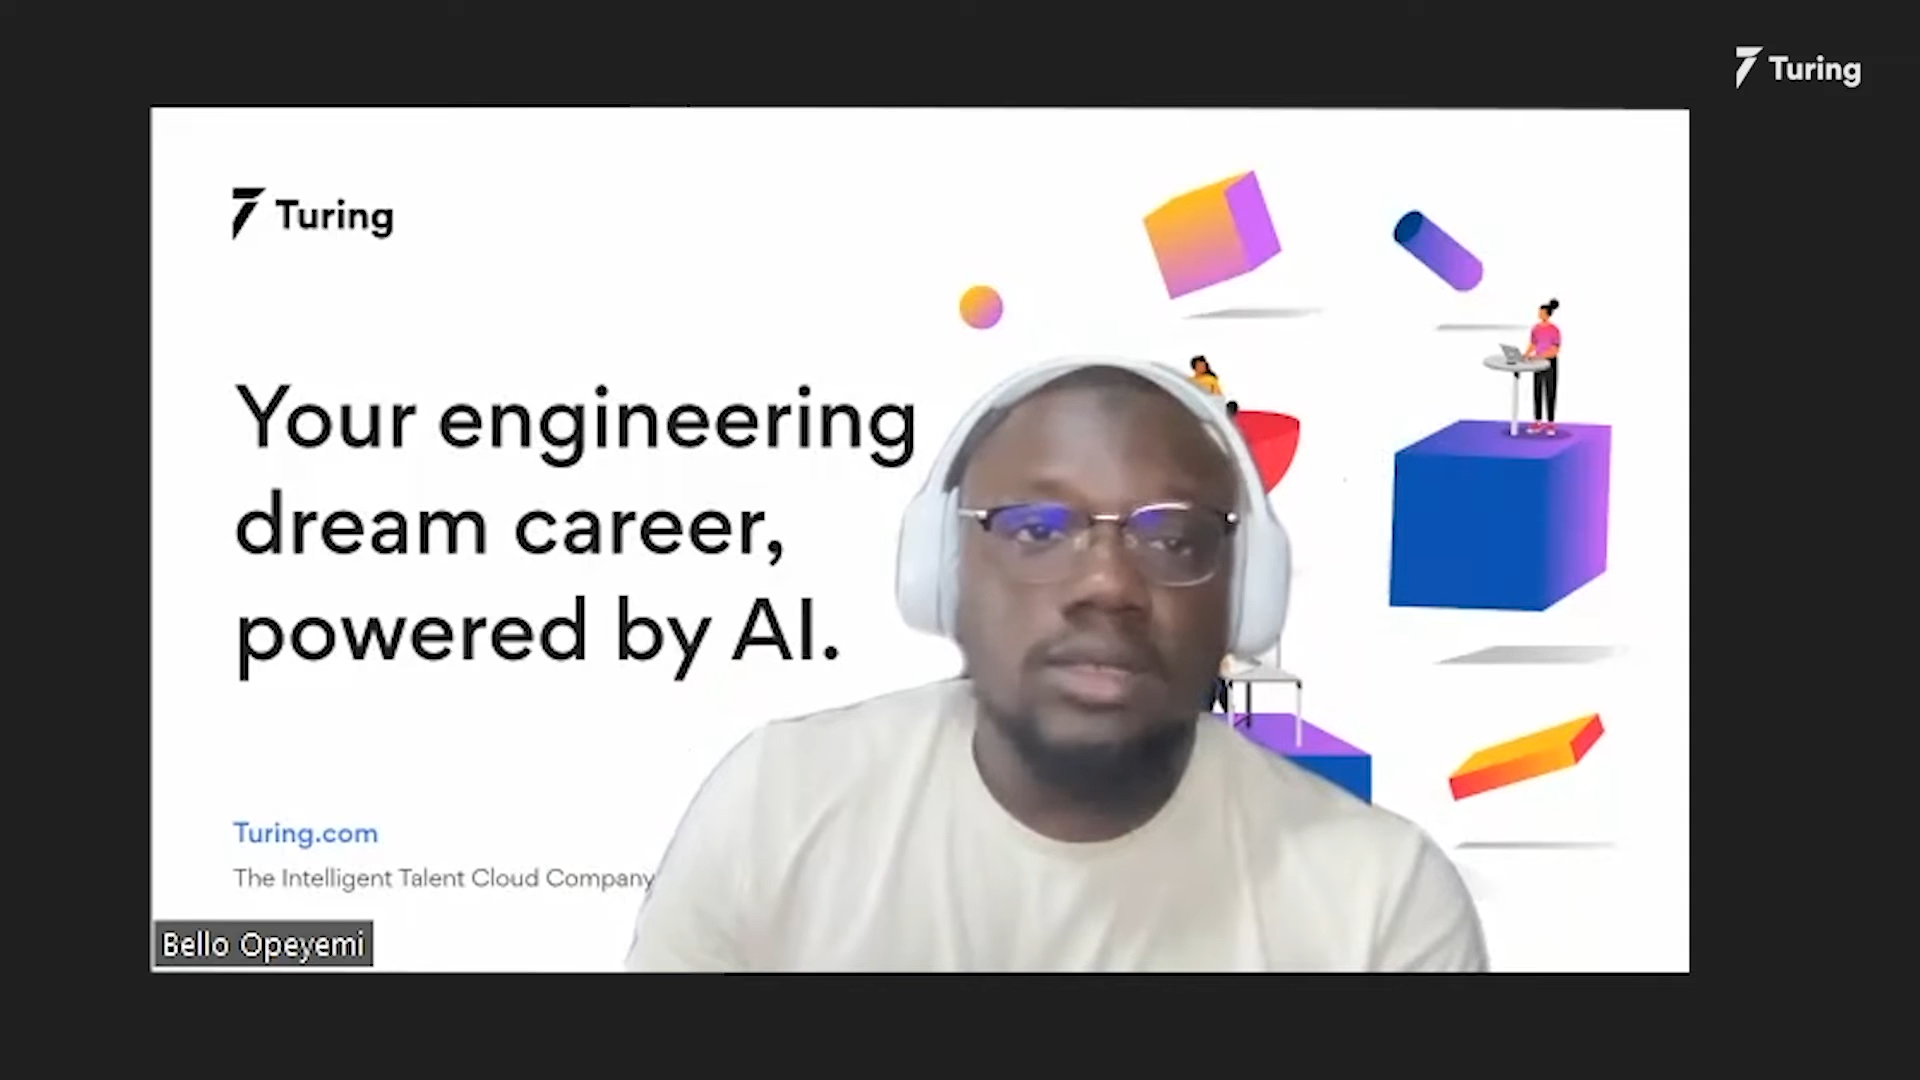 Turing
Turing
Your engineering
dream career,
powered by AI.
Turing.com
The Intelligent Talent Cloud Company
Bello Opeyemi